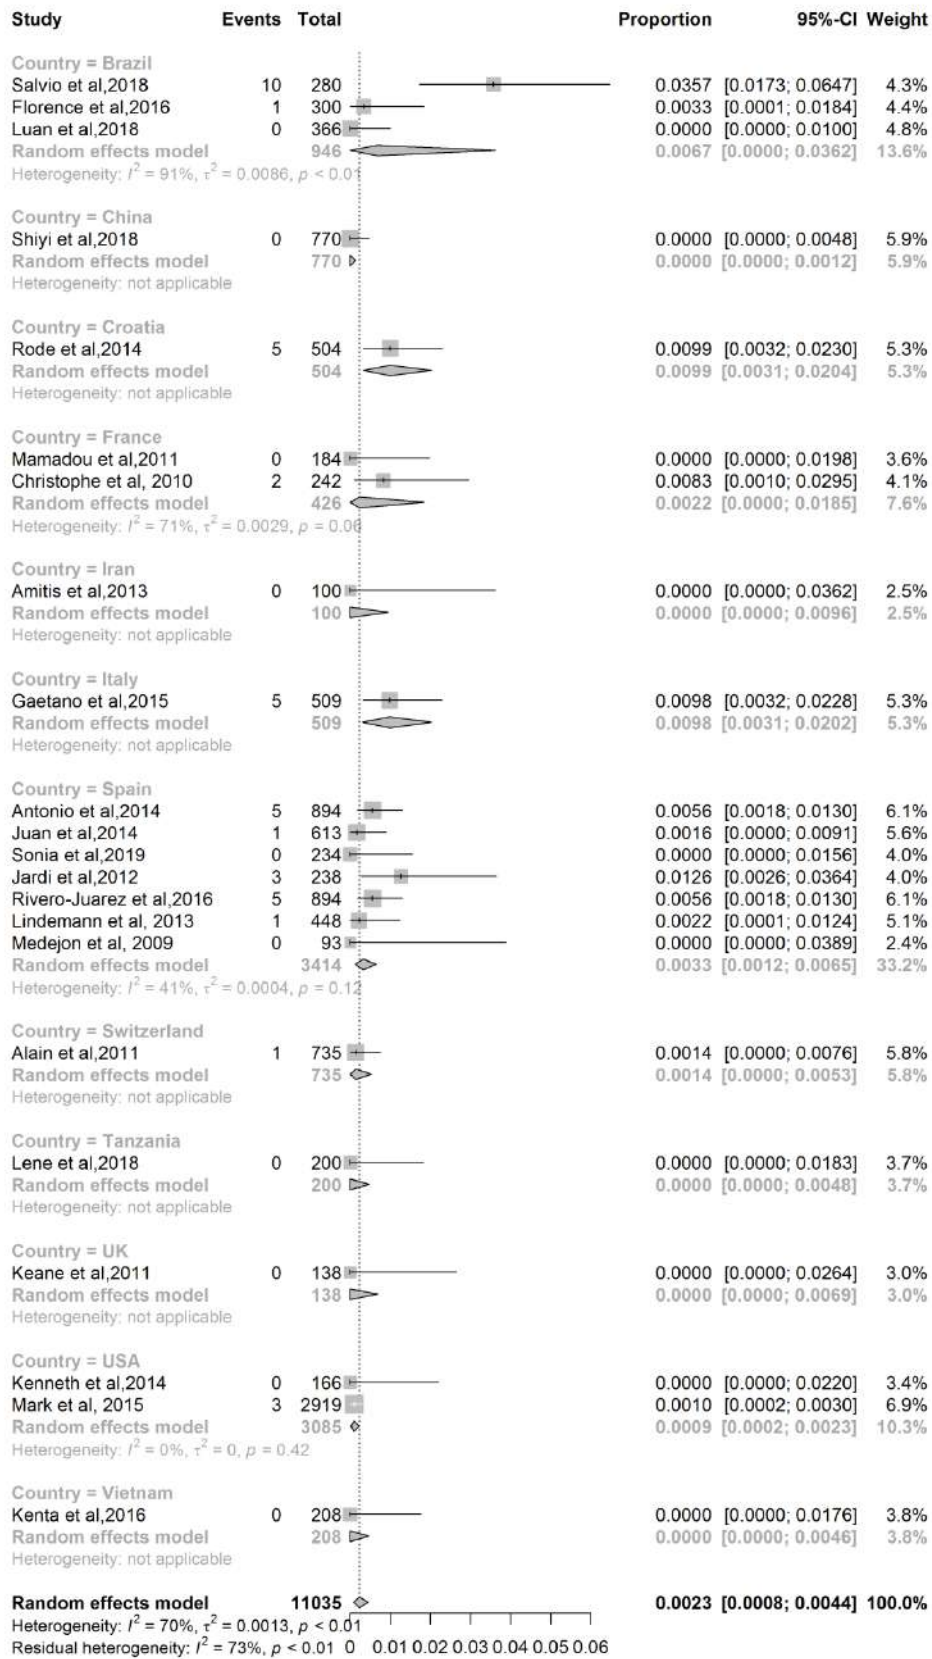 Study Events Total Proportion 95%-CI Weight
Country = Brazil
Salvio et al,2018 10 280 0.0357 [0.0173; 0.0647] 4.3%
Florence et al,2016 1 300 0.0033 [0.0001; 0.0184] 4.4%
Luan et al,2018 0 366 0.0000 [0.0000; 0.0100] 4.8%
Random effects model 946 0.0067 [0.0000; 0.0362] 13.6%
Heterogeneity: I² = 91%, τ² = 0.0086, p < 0.01
Country = China
Shiyi et al,2018 0 770 0.0000 [0.0000; 0.0048] 5.9%
Random effects model 770 0.0000 [0.0000; 0.0012] 5.9%
Heterogeneity: not applicable
Country = Croatia
Rode et al,2014 5 504 0.0099 [0.0032; 0.0230] 5.3%
Random effects model 504 0.0099 [0.0031; 0.0204] 5.3%
Heterogeneity: not applicable
Country = France
Mamadou et al,2011 0 184 0.0000 [0.0000; 0.0198] 3.6%
Christophe et al, 2010 2 242 0.0083 [0.0010; 0.0295] 4.1%
Random effects model 426 0.0022 [0.0000; 0.0185] 7.6%
Heterogeneity: I² = 71%, τ² = 0.0029, p = 0.06
Country = Iran
Amitis et al,2013 0 100 0.0000 [0.0000; 0.0362] 2.5%
Random effects model 100 0.0000 [0.0000; 0.0096] 2.5%
Heterogeneity: not applicable
Country = Italy
Gaetano et al,2015 5 509 0.0098 [0.0032; 0.0228] 5.3%
Random effects model 509 0.0098 [0.0031; 0.0202] 5.3%
Heterogeneity: not applicable
Country = Spain
Antonio et al,2014 5 894 0.0056 [0.0018; 0.0130] 6.1%
Juan et al,2014 1 613 0.0016 [0.0000; 0.0091] 5.6%
Sonia et al,2019 0 234 0.0000 [0.0000; 0.0156] 4.0%
Jardi et al,2012 3 238 0.0126 [0.0026; 0.0364] 4.0%
Rivero-Juarez et al,2016 5 894 0.0056 [0.0018; 0.0130] 6.1%
Lindemann et al, 2013 1 448 0.0022 [0.0001; 0.0124] 5.1%
Medejon et al, 2009 0 93 0.0000 [0.0000; 0.0389] 2.4%
Random effects model 3414 0.0033 [0.0012; 0.0065] 33.2%
Heterogeneity: I² = 41%, τ² = 0.0004, p = 0.12
Country = Switzerland
Alain et al,2011 1 735 0.0014 [0.0000; 0.0076] 5.8%
Random effects model 735 0.0014 [0.0000; 0.0053] 5.8%
Heterogeneity: not applicable
Country = Tanzania
Lene et al,2018 0 200 0.0000 [0.0000; 0.0183] 3.7%
Random effects model 200 0.0000 [0.0000; 0.0048] 3.7%
Heterogeneity: not applicable
Country = UK
Keane et al,2011 0 138 0.0000 [0.0000; 0.0264] 3.0%
Random effects model 138 0.0000 [0.0000; 0.0069] 3.0%
Heterogeneity: not applicable
Country = USA
Kenneth et al,2014 0 166 0.0000 [0.0000; 0.0220] 3.4%
Mark et al, 2015 3 2919 0.0010 [0.0002; 0.0030] 6.9%
Random effects model 3085 0.0009 [0.0002; 0.0023] 10.3%
Heterogeneity: I² = 0%, τ² = 0, p = 0.42
Country = Vietnam
Kenta et al,2016 0 208 0.0000 [0.0000; 0.0176] 3.8%
Random effects model 208 0.0000 [0.0000; 0.0046] 3.8%
Heterogeneity: not applicable
Random effects model 11035 0.0023 [0.0008; 0.0044] 100.0%
Heterogeneity: I² = 70%, τ² = 0.0013, p < 0.01
Residual heterogeneity: I² = 73%, p < 0.01 0 0.01 0.02 0.03 0.04 0.05 0.06